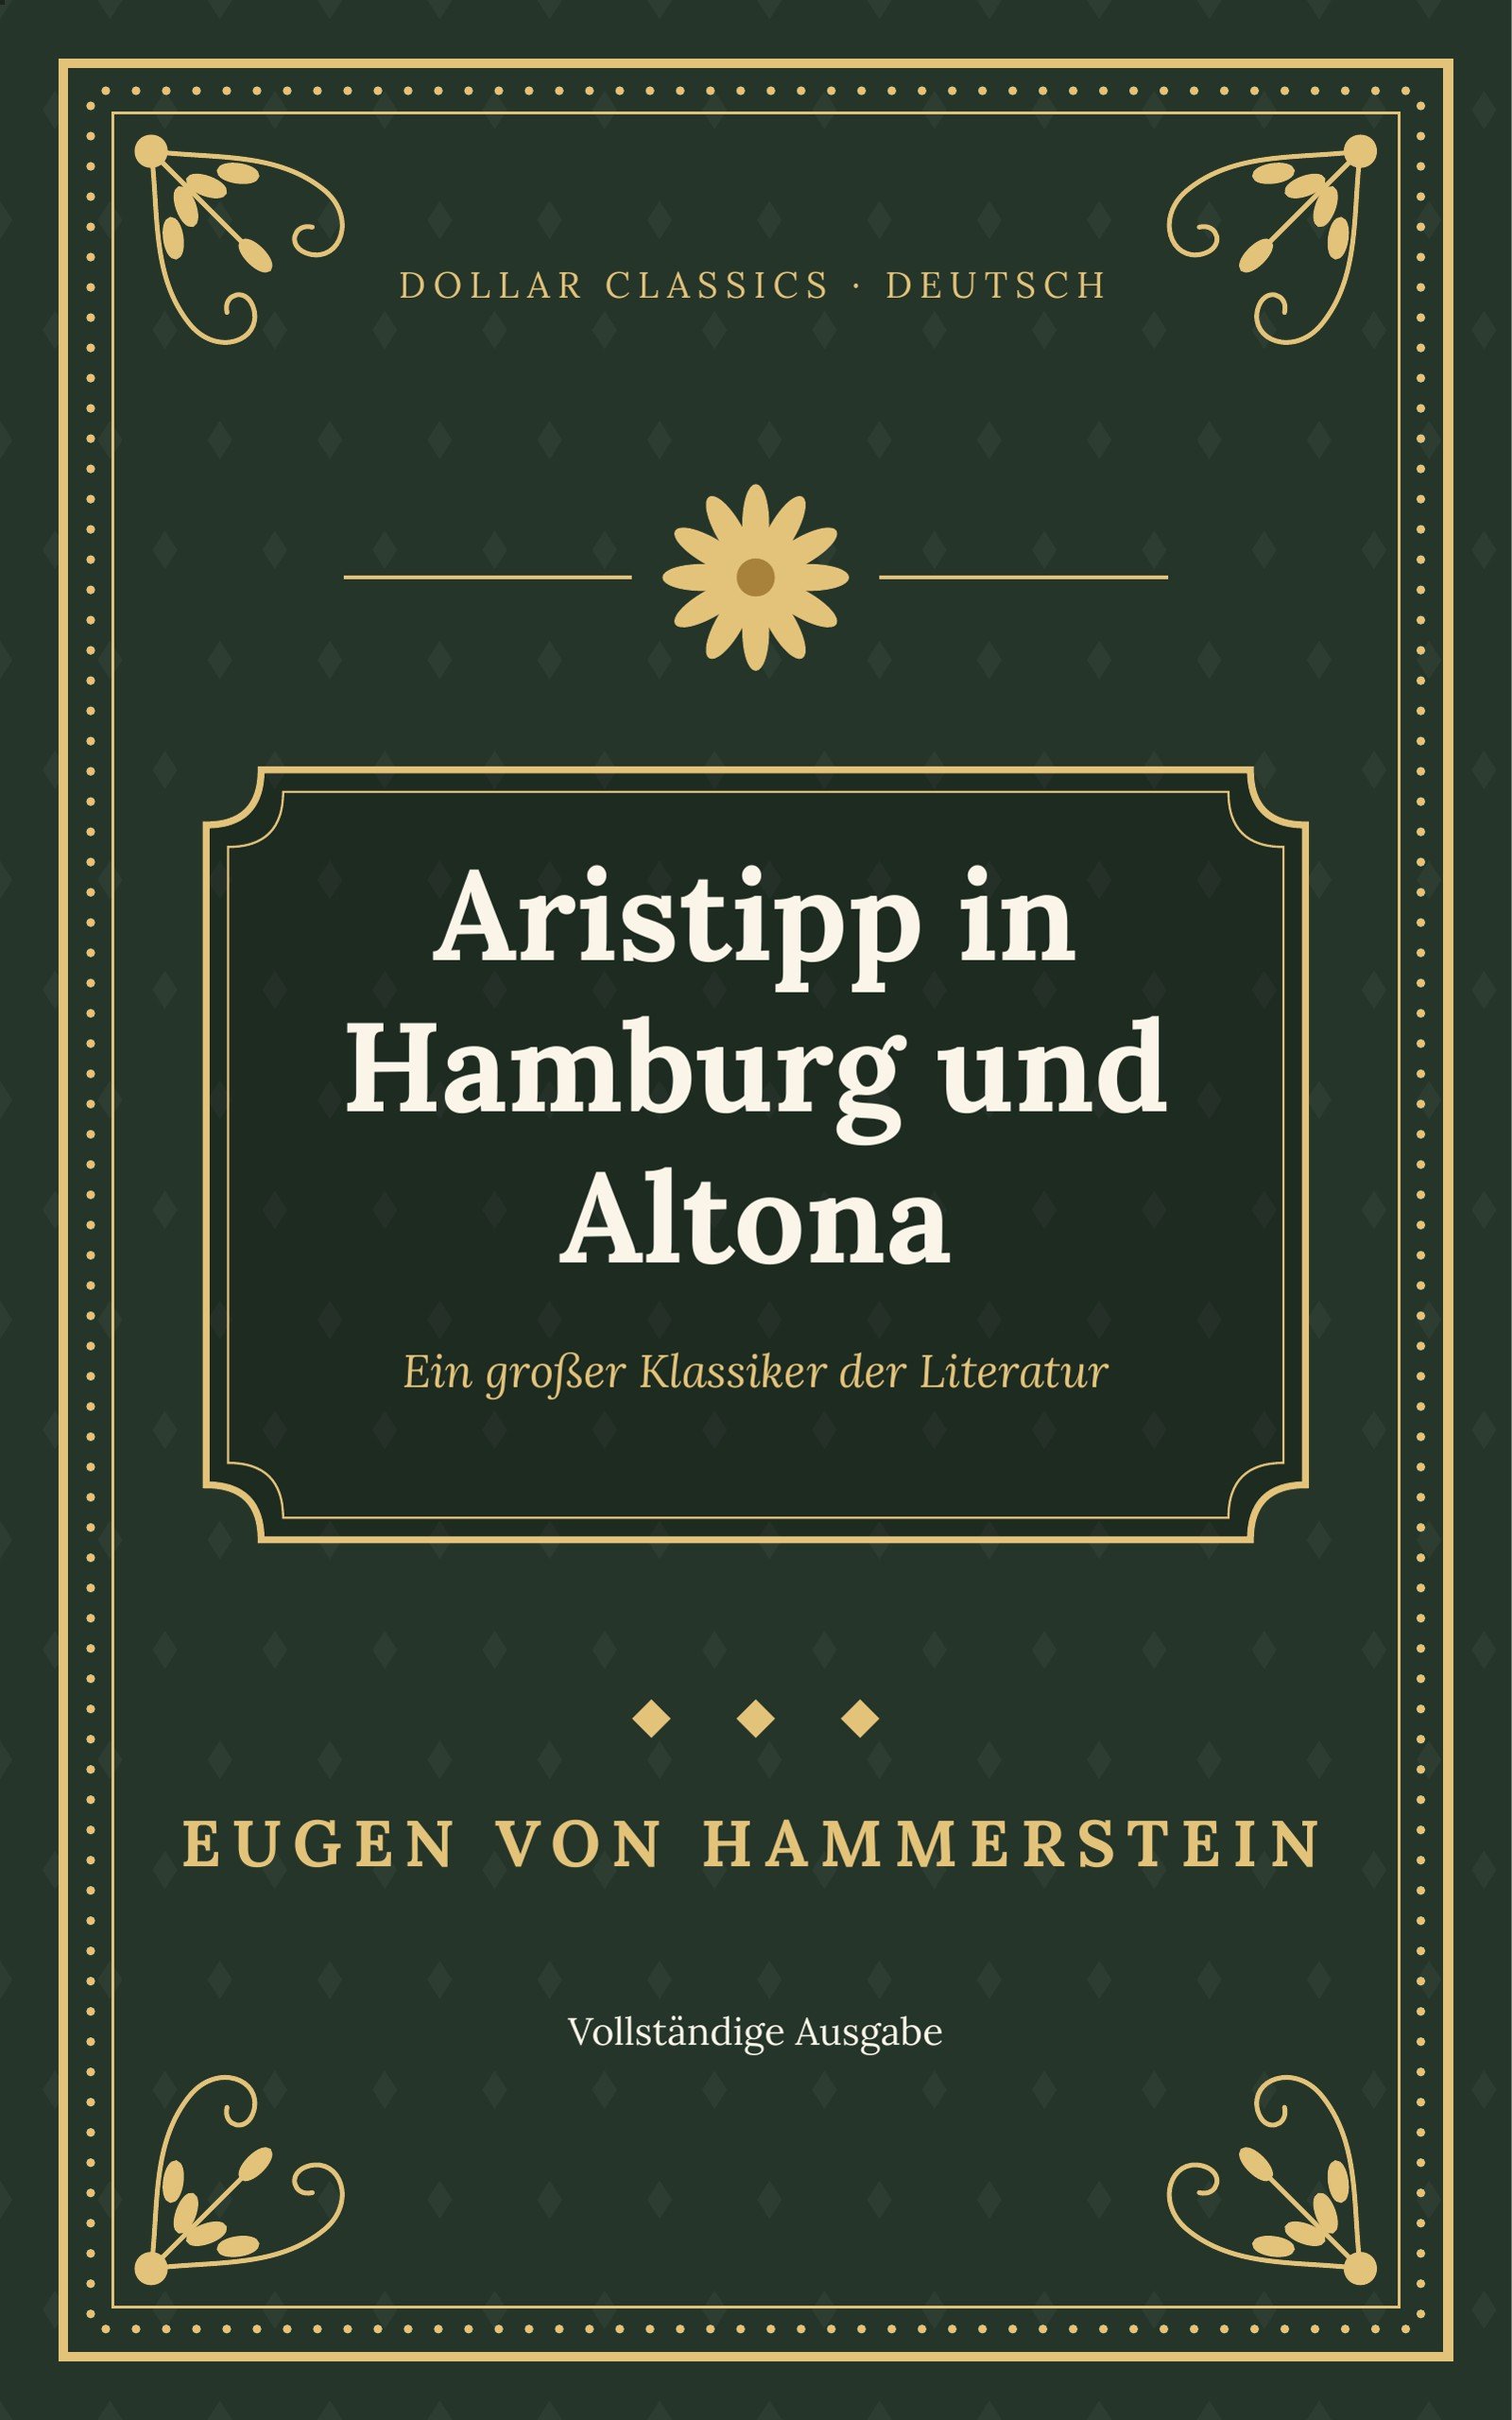 DOLLAR CLASSICS · DEUTSCH
Aristipp in
Hamburg und
Altona
Ein großer Klassiker der Literatur
EUGEN VON HAMMERSTEIN
Vollständige Ausgabe